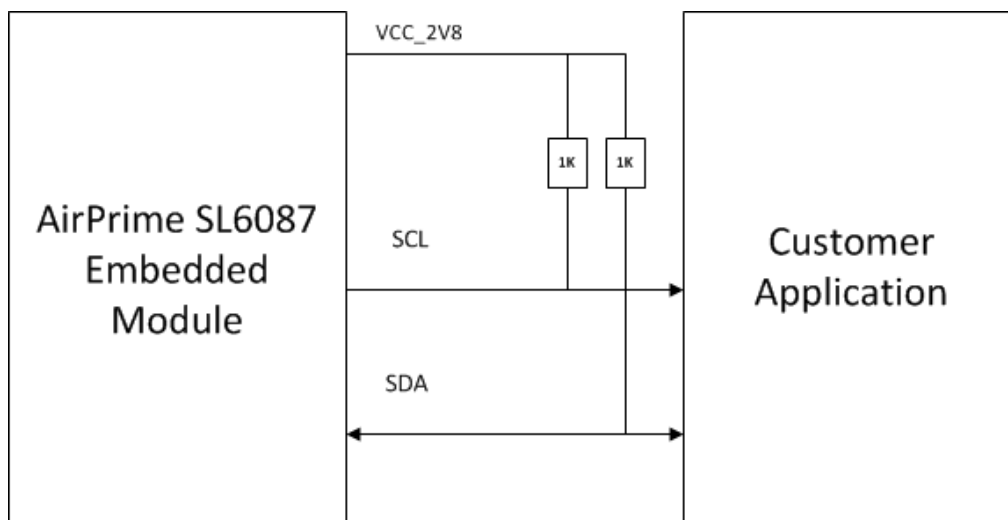 VCC_2V8
1K
1K
AirPrime SL6087
Embedded
Module
SCL
Customer
Application
SDA